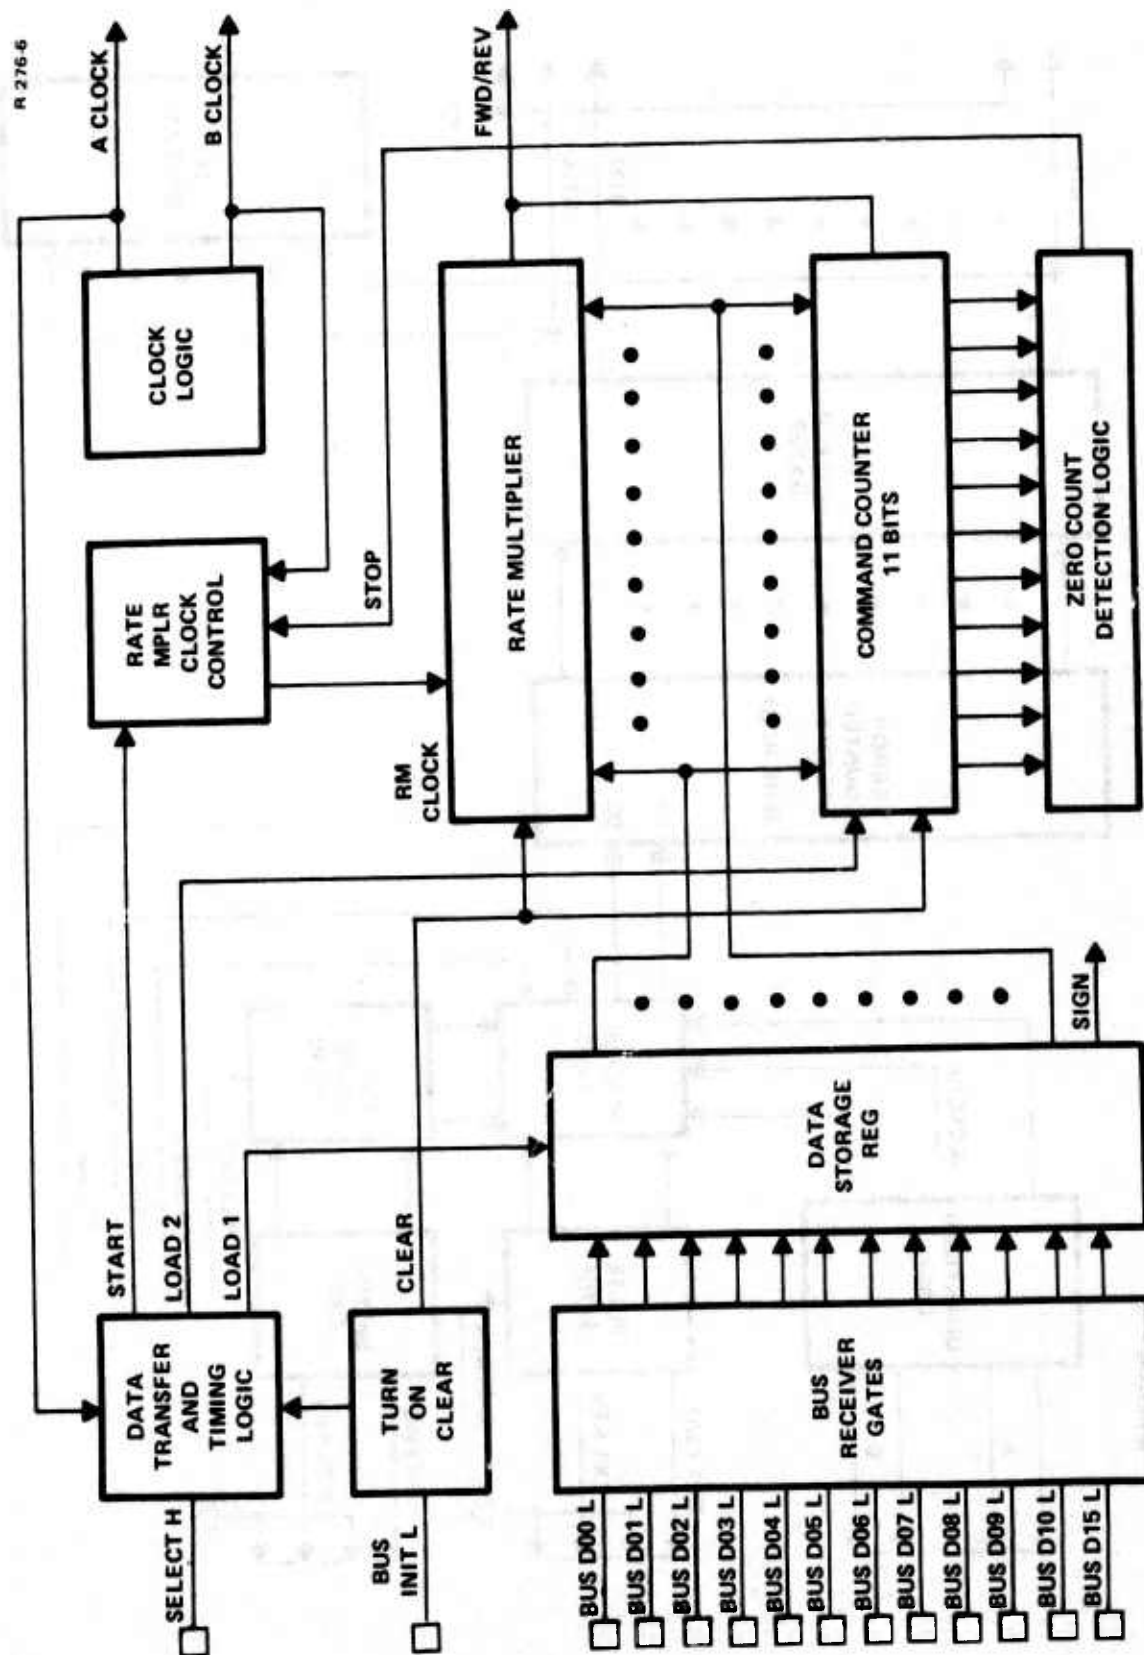 R 276-6
A CLOCK
B CLOCK
FWD/REV
CLOCK
LOGIC
RATE
MPLR
CLOCK
CONTROL
STOP
RM
CLOCK
RATE MULTIPLIER
COMMAND COUNTER
11 BITS
ZERO COUNT
DETECTION LOGIC
START
LOAD 2
LOAD 1
CLEAR
SIGN
DATA
TRANSFER
AND
TIMING
LOGIC
TURN
ON
CLEAR
DATA
STORAGE
REG
BUS
RECEIVER
GATES
SELECT H
BUS
INIT L
BUS D00 L
BUS D01 L
BUS D02 L
BUS D03 L
BUS D04 L
BUS D05 L
BUS D06 L
BUS D07 L
BUS D08 L
BUS D09 L
BUS D10 L
BUS D15 L